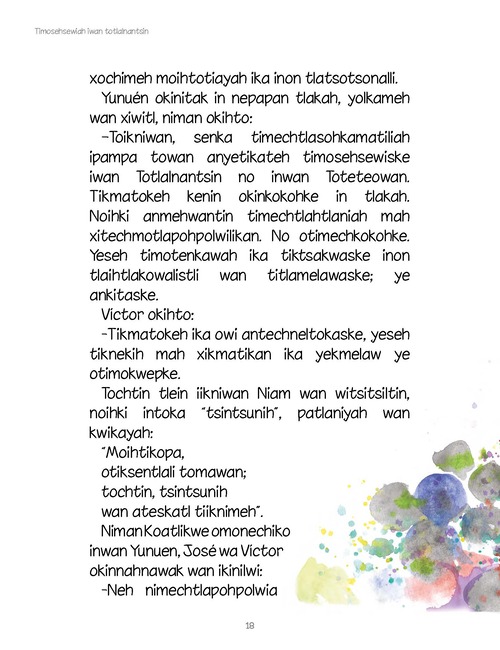 Timosehsewiah iwan totlalnantsin
xochimeh moihtotiayah ika inon tlatsotsonalli.
Yunuén okinitak in nepapan tlakah, yolkameh
wan xiwitl, niman okihto:
–Toikniwan, senka timechtlasohkamatiliah
ipampa towan anyetikateh timosehsewiske
iwan Totlalnantsin no inwan Toteteowan.
Tikmatokeh kenin okinkokohke in tlakah.
Noihki anmehwantin timechtlahtlaniah mah
xitechmotlapohpolwilikan. No otimechkokohke.
Yeseh timotenkawah ika tiktsakwaske inon
tlaihtlakowalistli wan titlamelawaske; ye
ankitaske.
Victor okihto:
-Tikmatokeh ika owi antechneltokaske, yeseh
tiknekih mah xikmatikan ika yekmelaw ye
otimokwepke.
Tochtin tlein iikniwan Niam wan witsitsiltin,
noihki intoka “tsintsunih”, patlaniyah wan
kwikayah:
“Moihtikopa,
otiksentlali tomawan;
tochtin, tsintsunih
wan ateskatl tiiknimeh”.
Niman Koatlikwe omonechiko
inwan Yunuen, José wa Victor
okinnahnawak wan ikinilwi:
-Neh nimechtlapohpolwia
18